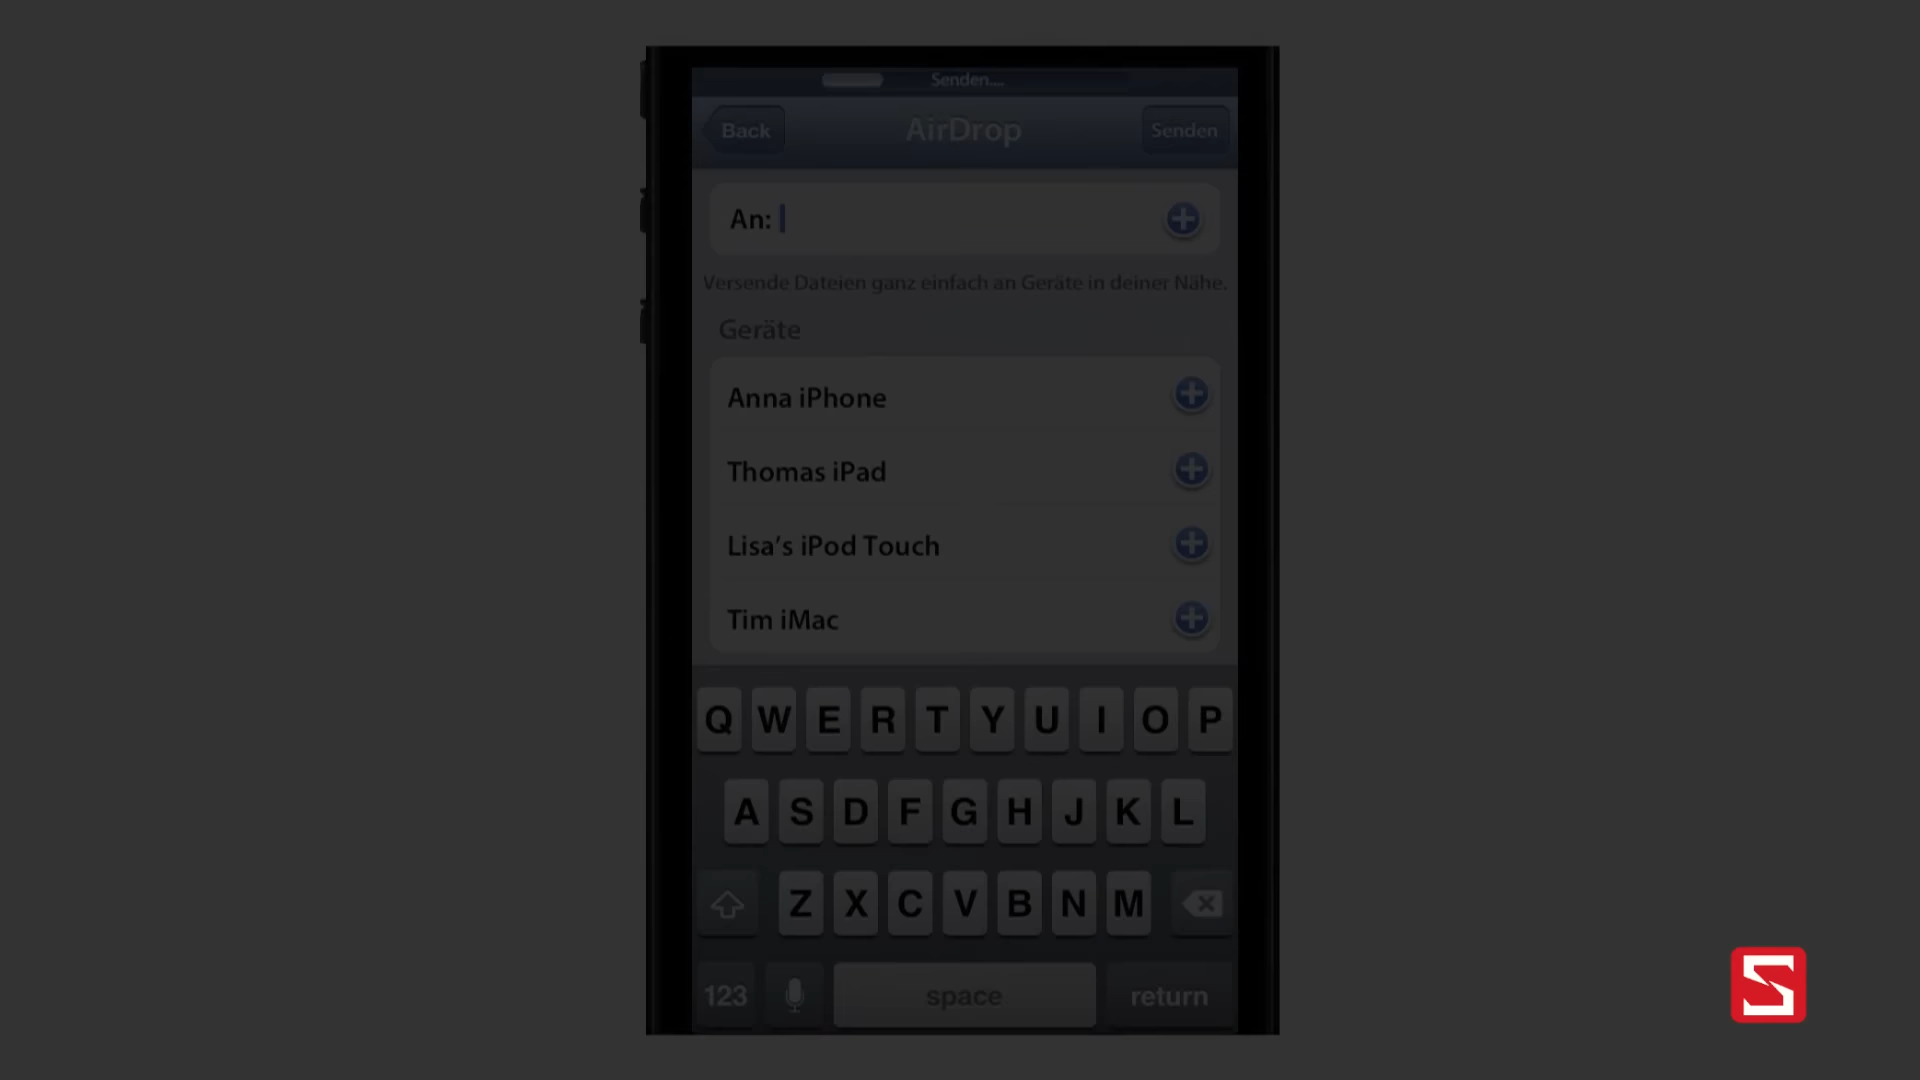 Senden...
Back AirDrop Senden
An:
Versende Dateien ganz einfach an Geräte in deiner Nähe.
Geräte
Anna iPhone
Thomas iPad
Lisa’s iPod Touch
Tim iMac
Q W E R T Y U I O P
A S D F G H J K L
Z X C V B N M
123 space return
S